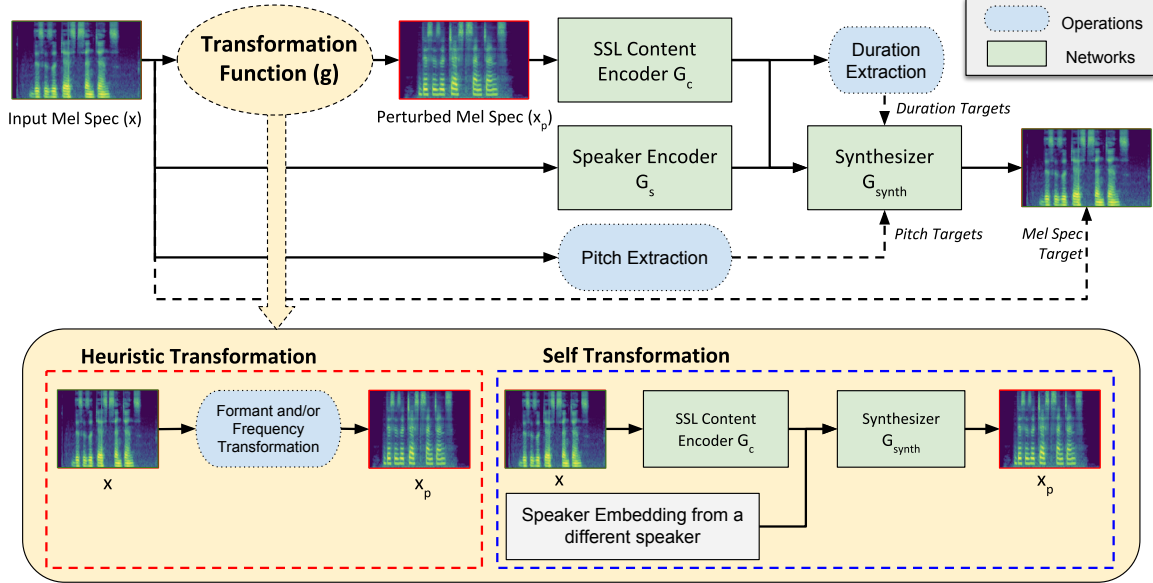 Transformation
Function (g)
SSL Content
Encoder Gc
Duration
Extraction
Operations
Networks
Input Mel Spec (x)
Perturbed Mel Spec (xp)
Duration Targets
Speaker Encoder
Gs
Synthesizer
Gsynth
Pitch Extraction
Pitch Targets
Mel Spec
Target
Heuristic Transformation
Self Transformation
Formant and/or
Frequency
Transformation
SSL Content
Encoder Gc
Synthesizer
Gsynth
x
xp
x
xp
Speaker Embedding from a
different speaker